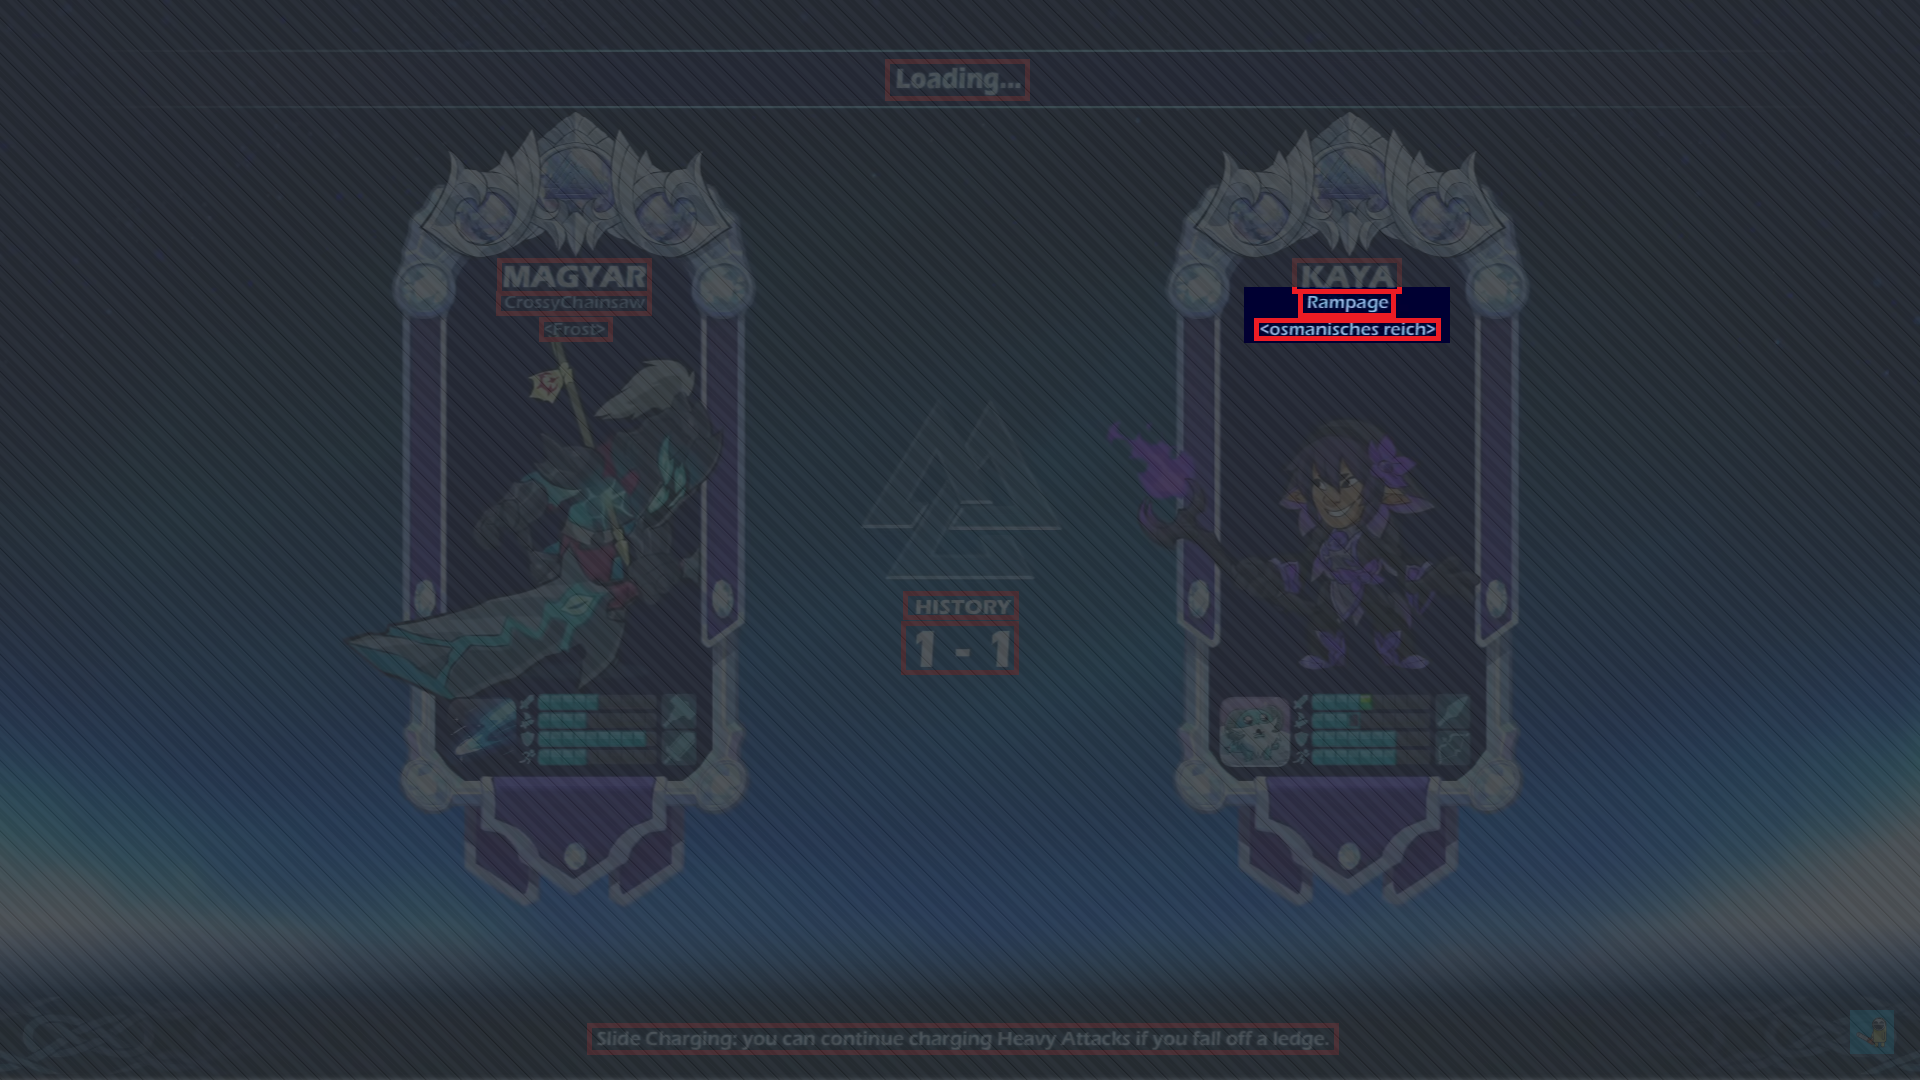 Loading...
MAGYAR
CrossyChainsaw
<Frost>
KAYA
Rampage
<osmanisches reich>
HISTORY
1 - 1
Slide Charging: you can continue charging Heavy Attacks if you fall off a ledge.